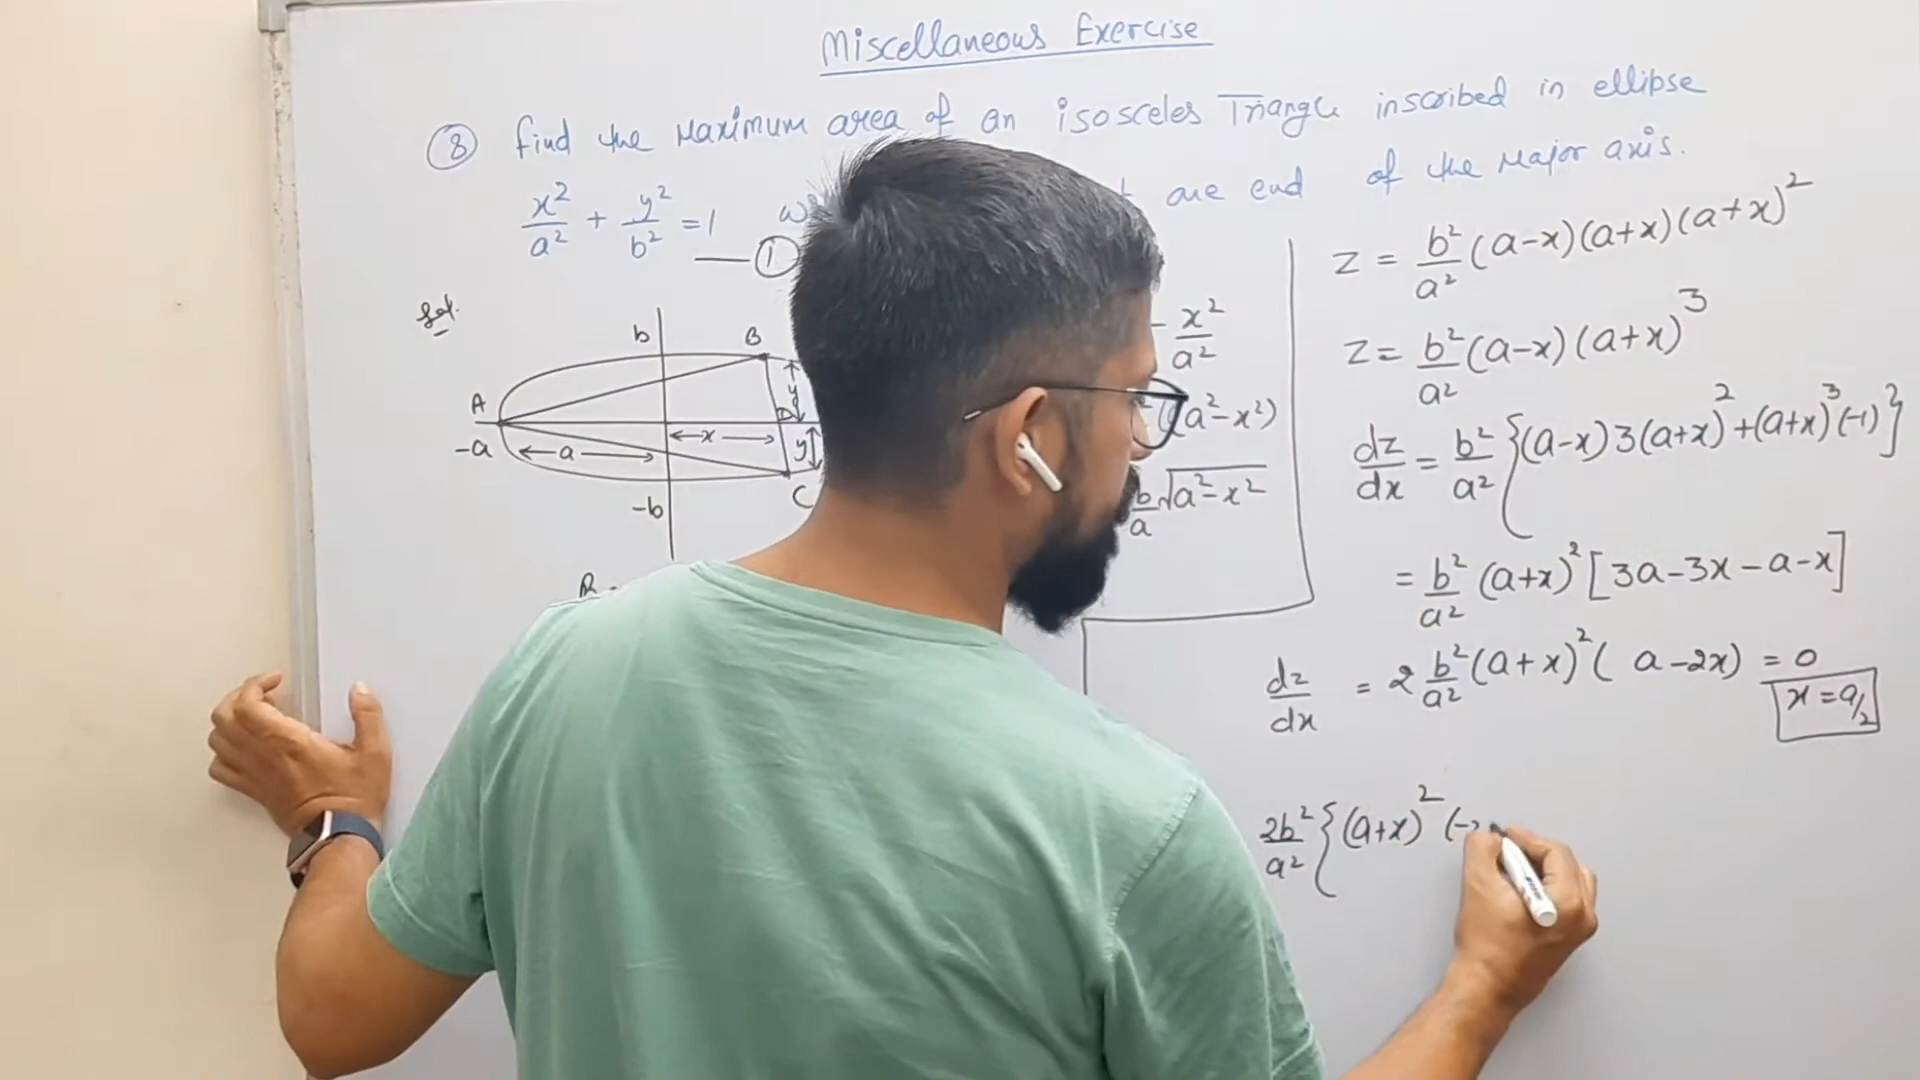 Miscellaneous Exercise
⑧ find the Maximum area of an isosceles Triangle inscribed in ellipse
x²/a² + y²/b² = 1 are end of the Major axis.
— ①
Sol.
b B
A D
-a a x y y
-b C
x²/a²
(a²-x²)
b/a √a²-x²
z = b²/a² (a-x)(a+x)(a+x)²
z = b²/a² (a-x)(a+x)³
dz/dx = b²/a² {(a-x)3(a+x)²+(a+x)³(-1)}
= b²/a² (a+x)² [3a-3x-a-x]
dz/dx = 2 b²/a² (a+x)² (a-2x) = 0
x = a/2
2b²/a² {(a+x)² (-2